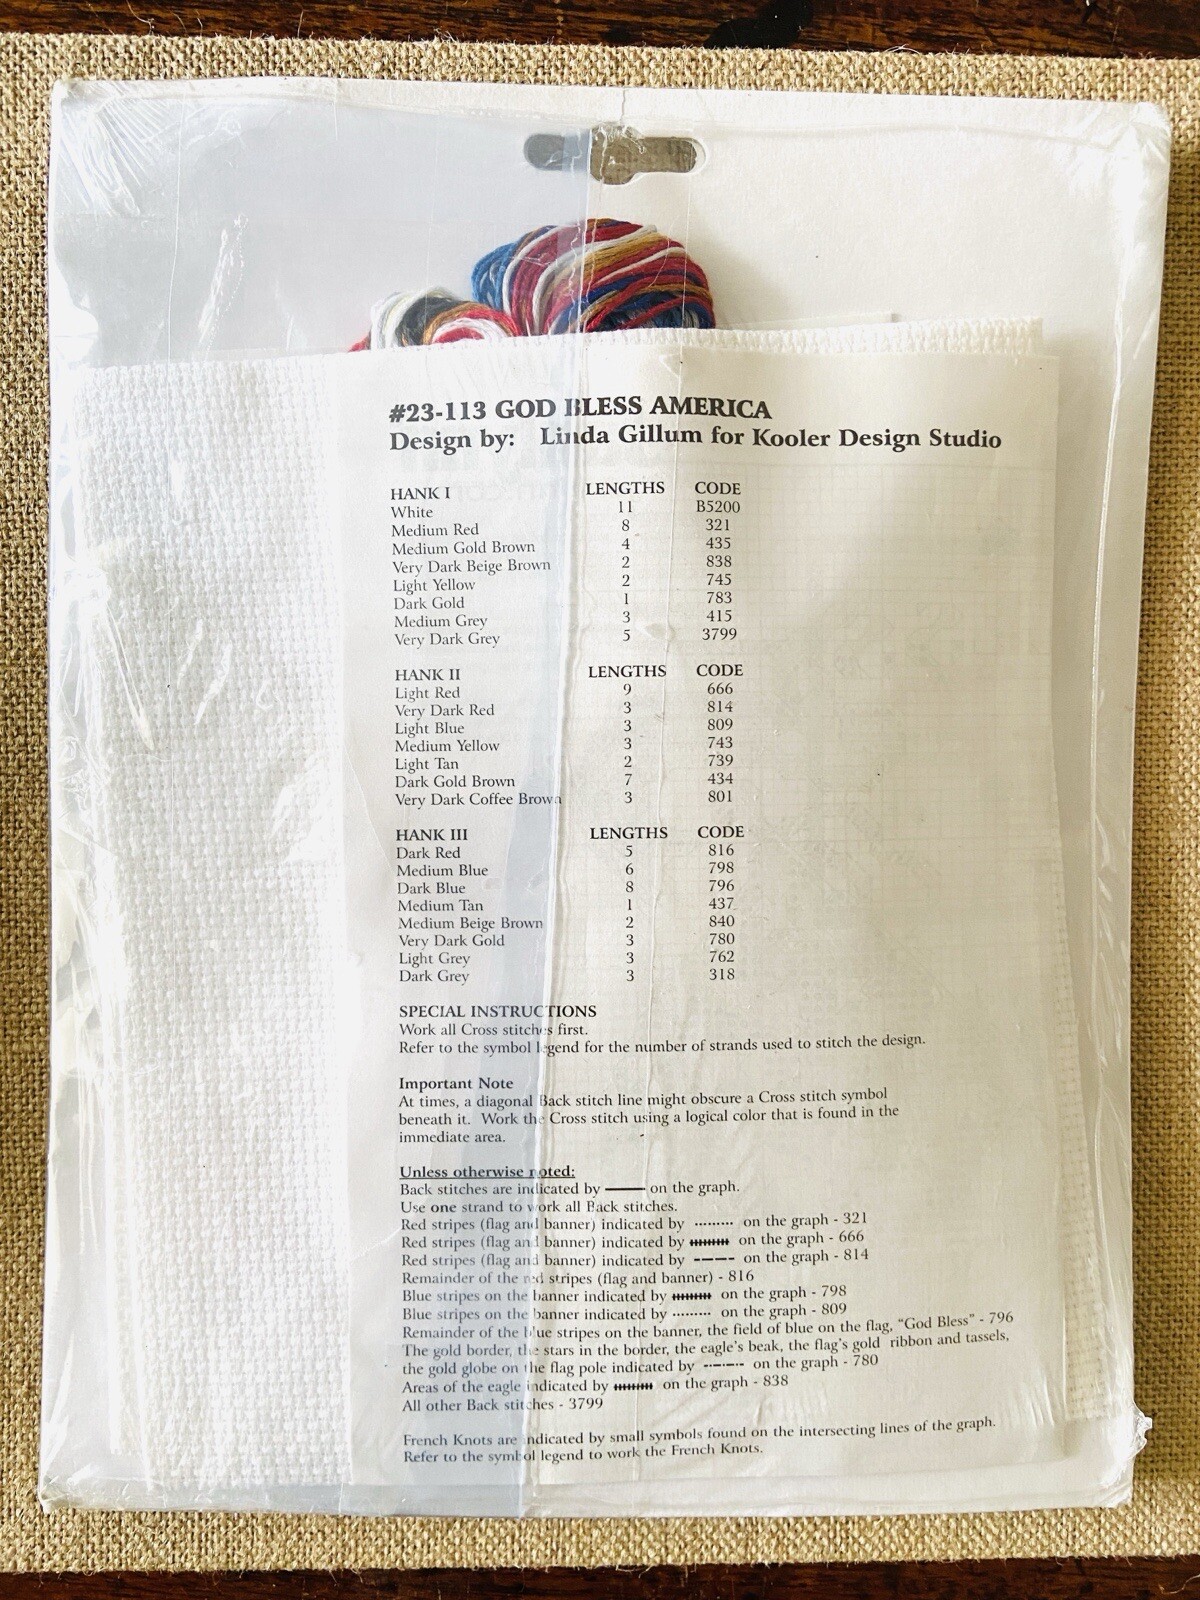 #23-113 GOD BLESS AMERICA
Design by: Linda Gillum for Kooler Design Studio
HANK I LENGTHS CODE
White 11 B5200
Medium Red 8 321
Medium Gold Brown 4 435
Very Dark Beige Brown 2 838
Light Yellow 2 745
Dark Gold 1 783
Medium Grey 3 415
Very Dark Grey 5 3799
HANK II LENGTHS CODE
Light Red 9 666
Very Dark Red 3 814
Light Blue 3 809
Medium Yellow 3 743
Light Tan 2 739
Dark Gold Brown 7 434
Very Dark Coffee Brown 3 801
HANK III LENGTHS CODE
Dark Red 5 816
Medium Blue 6 798
Dark Blue 8 796
Medium Tan 1 437
Medium Beige Brown 2 840
Very Dark Gold 3 780
Light Grey 3 762
Dark Grey 3 318
SPECIAL INSTRUCTIONS
Work all Cross stitches first.
Refer to the symbol legend for the number of strands used to stitch the design.
Important Note
At times, a diagonal Back stitch line might obscure a Cross stitch symbol
beneath it. Work the Cross stitch using a logical color that is found in the
immediate area.
Unless otherwise noted:
Back stitches are indicated by —— on the graph.
Use one strand to work all Back stitches.
Red stripes (flag and banner) indicated by ......... on the graph - 321
Red stripes (flag and banner) indicated by +++++++++ on the graph - 666
Red stripes (flag and banner) indicated by ---- on the graph - 814
Remainder of the red stripes (flag and banner) - 816
Blue stripes on the banner indicated by +++++++++ on the graph - 798
Blue stripes on the banner indicated by ......... on the graph - 809
Remainder of the blue stripes on the banner, the field of blue on the flag, “God Bless” - 796
The gold border, the stars in the border, the eagle's beak, the flag's gold ribbon and tassels,
the gold globe on the flag pole indicated by -·-·-·- on the graph - 780
Areas of the eagle indicated by +++++++++ on the graph - 838
All other Back stitches - 3799
French Knots are indicated by small symbols found on the intersecting lines of the graph.
Refer to the symbol legend to work the French Knots.